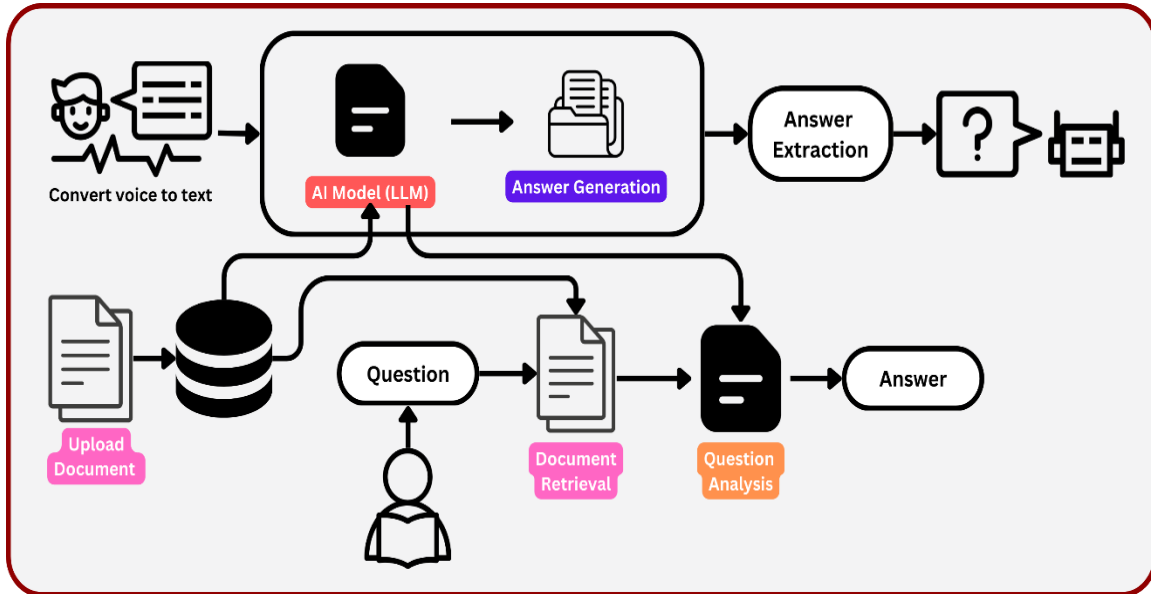 Convert voice to text
AI Model (LLM)
Answer Generation
Answer
Extraction
?
Upload
Document
Question
Document
Retrieval
Question
Analysis
Answer